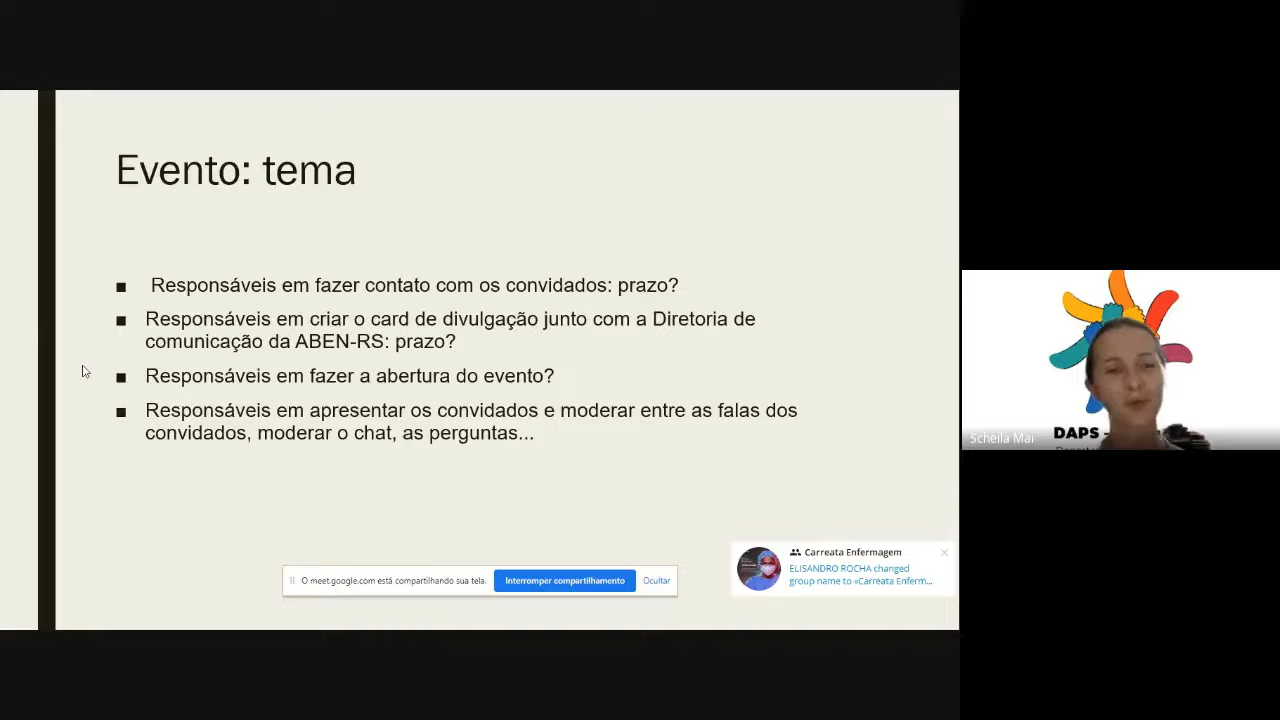 Evento: tema
■ Responsáveis em fazer contato com os convidados: prazo?
■ Responsáveis em criar o card de divulgação junto com a Diretoria de
comunicação da ABEN-RS: prazo?
■ Responsáveis em fazer a abertura do evento?
■ Responsáveis em apresentar os convidados e moderar entre as falas dos
convidados, moderar o chat, as perguntas...
O meet.google.com está compartilhando sua tela.
Interromper compartilhamento
Ocultar
Carreata Enfermagem
ELISANDRO ROCHA changed
group name to «Carreata Enferm...
DAPS -
Scheila Mai